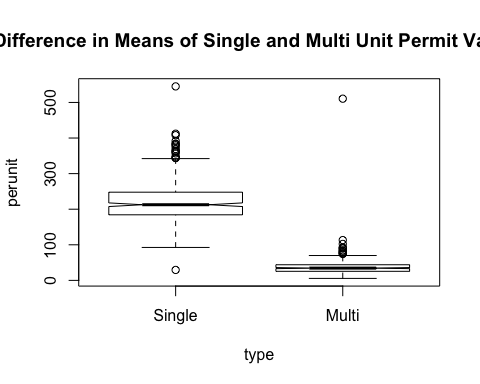 Difference in Means of Single and Multi Unit Permit Va
500
300
100
0
perunit
Single Multi
type